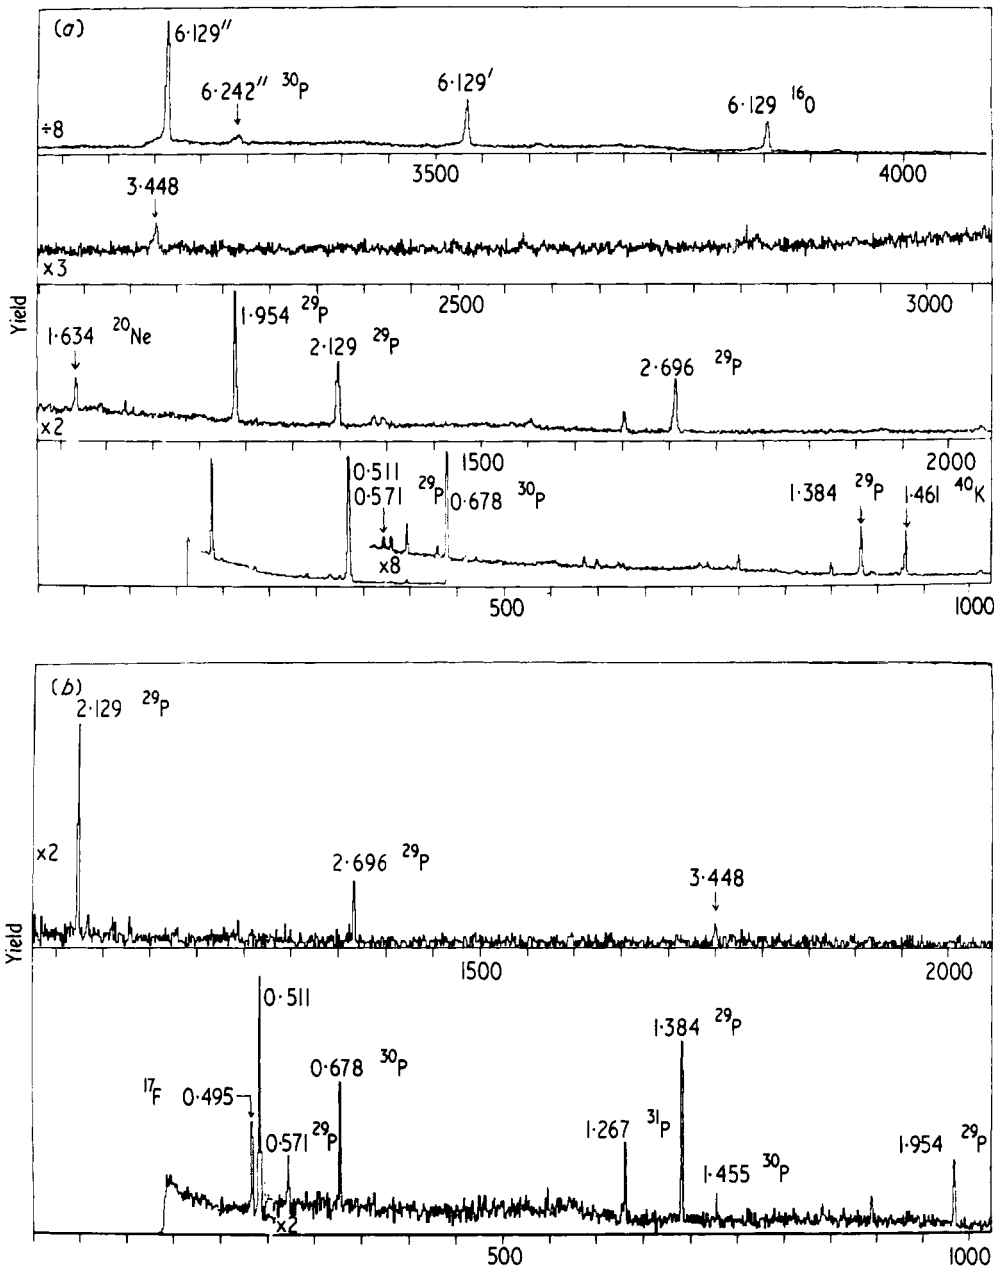 (a)
6·129″
6·242″ ³⁰P
6·129′
6·129 ¹⁶O
÷8
3500
4000
3·448
x3
2500
3000
Yield
1·634 ²⁰Ne
1·954 ²⁹P
2·129 ²⁹P
2·696 ²⁹P
x2
1500
2000
0·511
0·571 ²⁹P
0·678 ³⁰P
1·384 ²⁹P
1·461 ⁴⁰K
x8
500
1000
(b)
2·129 ²⁹P
x2
2·696 ²⁹P
3·448
1500
2000
Yield
0·511
¹⁷F 0·495
0·571 ²⁹P
0·678 ³⁰P
1·267 ³¹P
1·384 ²⁹P
1·455 ³⁰P
1·954 ²⁹P
x2
500
1000